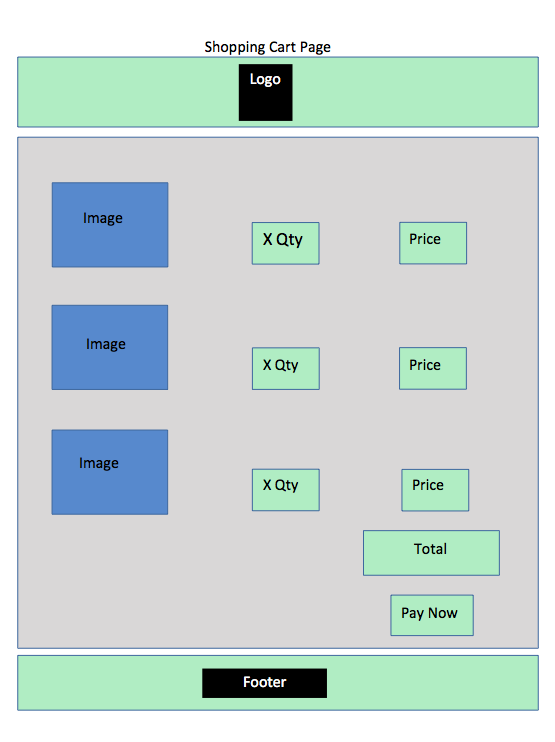 Shopping Cart Page
Logo
Image
X Qty
Price
Image
X Qty
Price
Image
X Qty
Price
Total
Pay Now
Footer